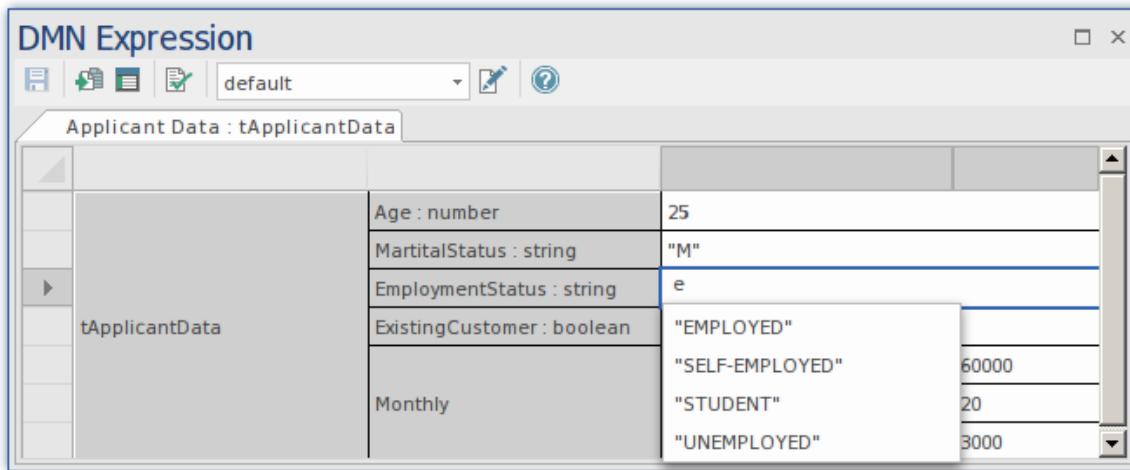 DMN Expression
default
Applicant Data : tApplicantData
Age : number 25
MartitalStatus : string "M"
EmploymentStatus : string e
tApplicantData ExistingCustomer : boolean "EMPLOYED"
"SELF-EMPLOYED" 60000
Monthly "STUDENT" 20
"UNEMPLOYED" 3000